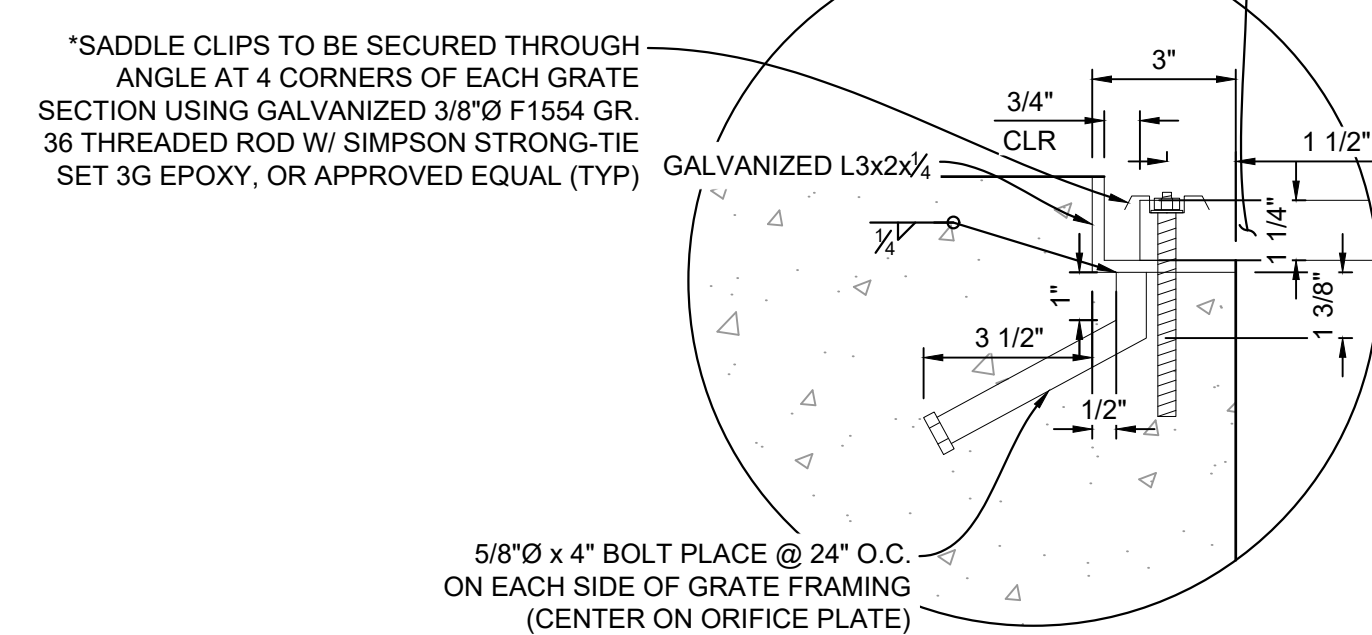 *SADDLE CLIPS TO BE SECURED THROUGH
ANGLE AT 4 CORNERS OF EACH GRATE
SECTION USING GALVANIZED 3/8"Ø F1554 GR.
36 THREADED ROD W/ SIMPSON STRONG-TIE
SET 3G EPOXY, OR APPROVED EQUAL (TYP)
GALVANIZED L3x2x1/4
3"
3/4"
CLR
1 1/2"
1 1/4"
1/4
1"
1 3/8"
3 1/2"
1/2"
5/8"Ø x 4" BOLT PLACE @ 24" O.C.
ON EACH SIDE OF GRATE FRAMING
(CENTER ON ORIFICE PLATE)